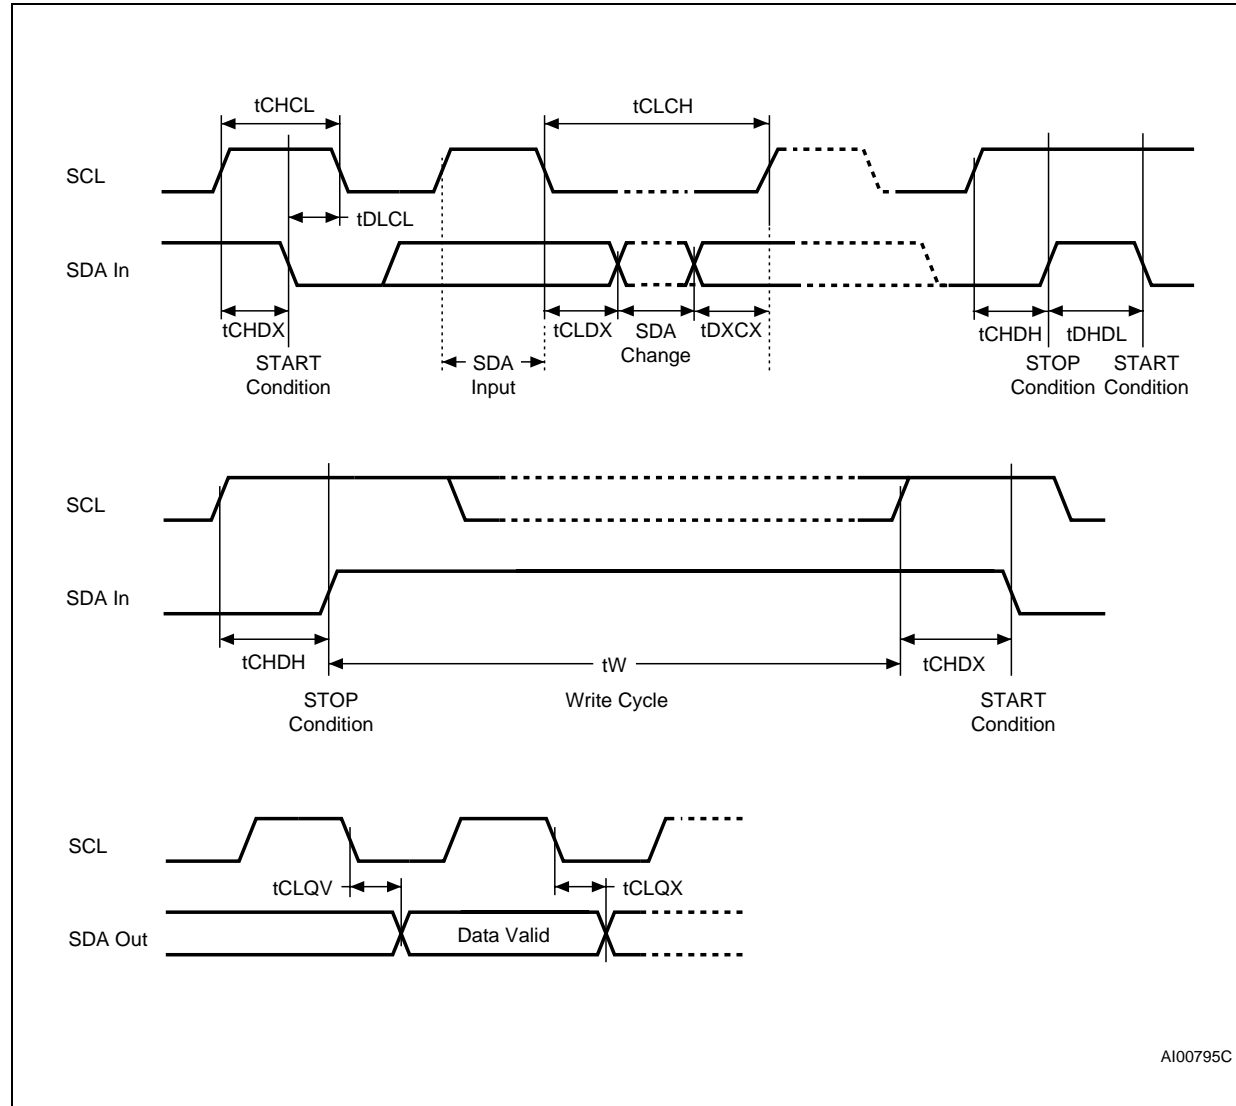 tCHCL
tCLCH
SCL
tDLCL
SDA In
tCHDX
tCLDX
SDA
Change
tDXCX
tCHDH
tDHDL
START
Condition
SDA
Input
STOP
Condition
START
Condition
SCL
SDA In
tCHDH
tW
tCHDX
STOP
Condition
Write Cycle
START
Condition
SCL
tCLQV
tCLQX
SDA Out
Data Valid
AI00795C